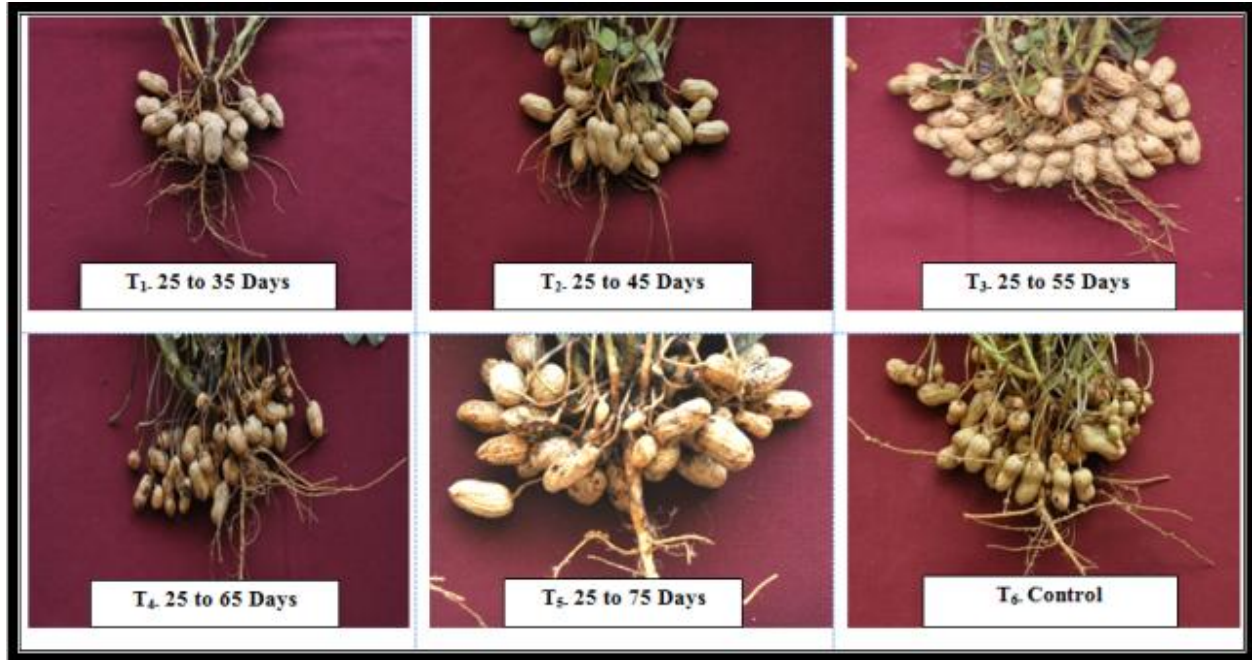 T₁- 25 to 35 Days
T₂- 25 to 45 Days
T₃- 25 to 55 Days
T₄- 25 to 65 Days
T₅- 25 to 75 Days
T₆- Control